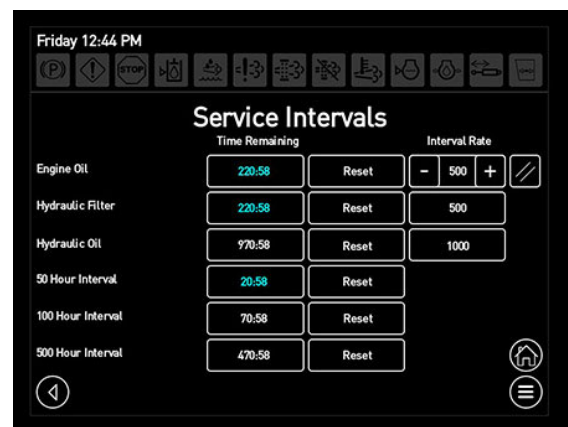 Friday 12:44 PM
(P) STOP
Service Intervals
Time Remaining Interval Rate
Engine Oil 220:58 Reset - 500 +
Hydraulic Filter 220:58 Reset 500
Hydraulic Oil 970:58 Reset 1000
50 Hour Interval 20:58 Reset
100 Hour Interval 70:58 Reset
500 Hour Interval 470:58 Reset